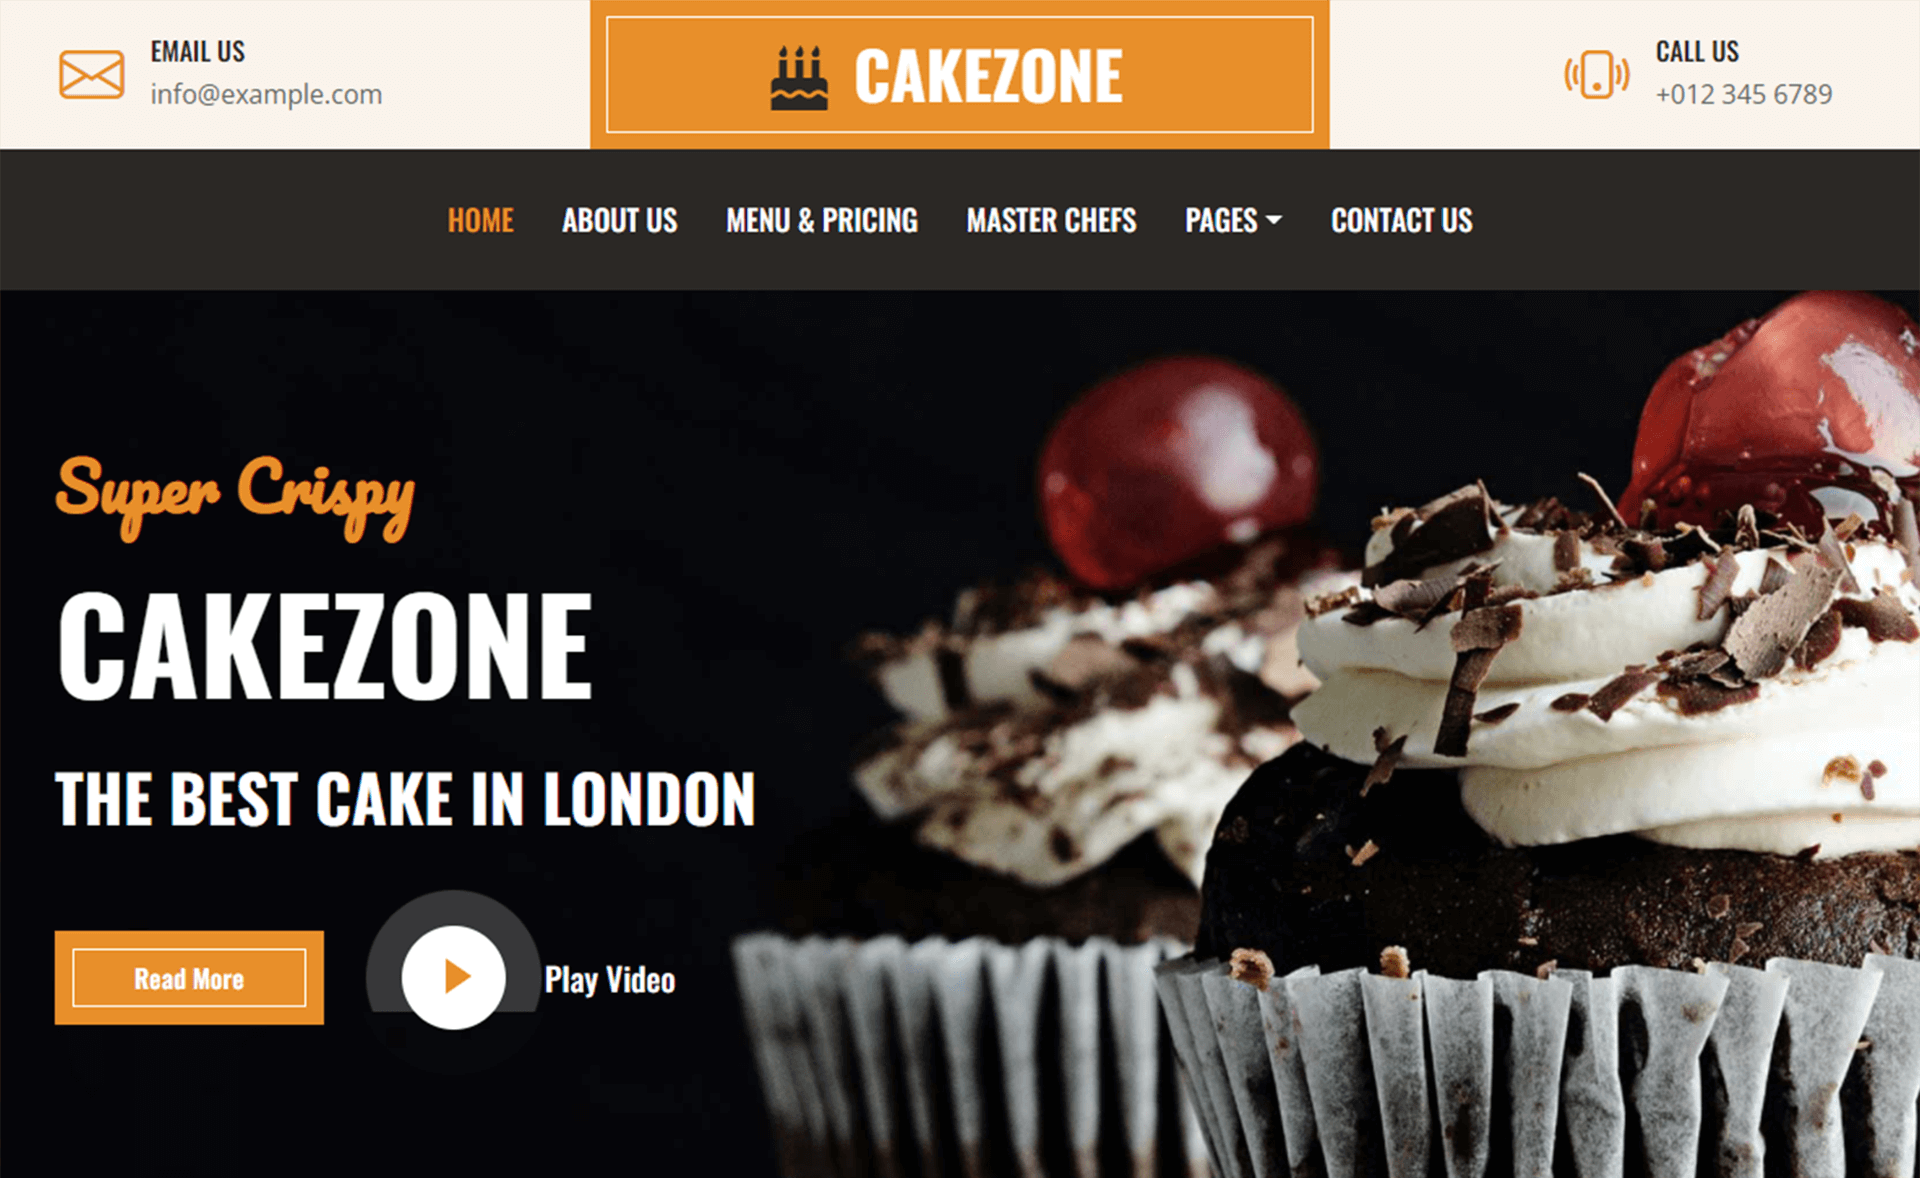 EMAIL US
info@example.com
CAKEZONE
CALL US
+012 345 6789
HOME ABOUT US MENU & PRICING MASTER CHEFS PAGES CONTACT US
Super Crispy
CAKEZONE
THE BEST CAKE IN LONDON
Read More
Play Video